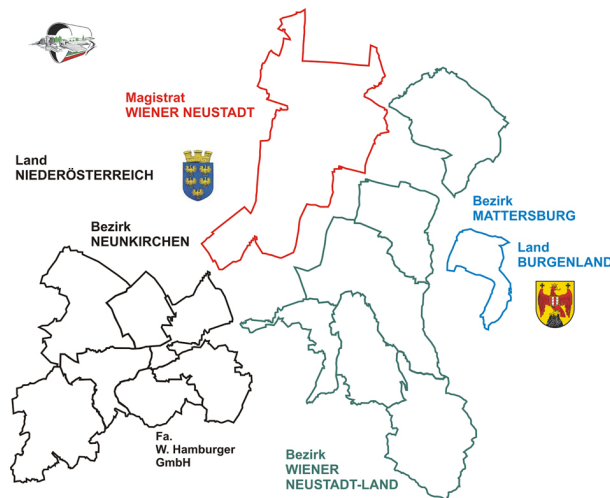 Magistrat
WIENER NEUSTADT
Land
NIEDERÖSTERREICH
Bezirk
NEUNKIRCHEN
Bezirk
MATTERSBURG
Land
BURGENLAND
Fa.
W. Hamburger
GmbH
Bezirk
WIENER
NEUSTADT-LAND